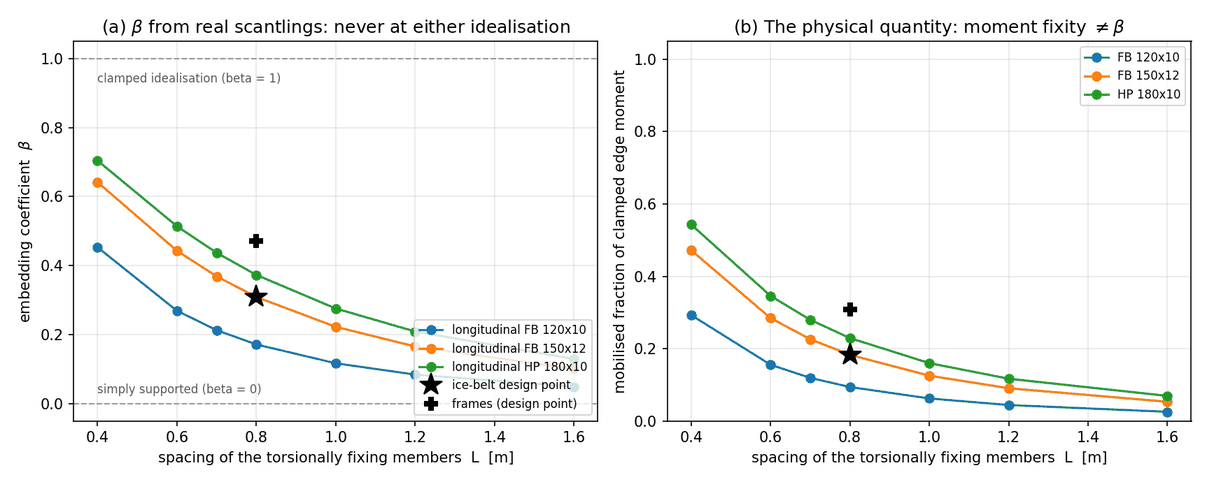 (a) β from real scantlings: never at either idealisation
1.0
0.8
0.6
0.4
0.2
0.0
embedding coefficient β
clamped idealisation (beta = 1)
simply supported (beta = 0)
longitudinal FB 120x10
longitudinal FB 150x12
longitudinal HP 180x10
ice-belt design point
frames (design point)
0.4 0.6 0.8 1.0 1.2 1.4 1.6
spacing of the torsionally fixing members L [m]
(b) The physical quantity: moment fixity ≠ β
1.0
0.8
0.6
0.4
0.2
0.0
mobilised fraction of clamped edge moment
FB 120x10
FB 150x12
HP 180x10
0.4 0.6 0.8 1.0 1.2 1.4 1.6
spacing of the torsionally fixing members L [m]